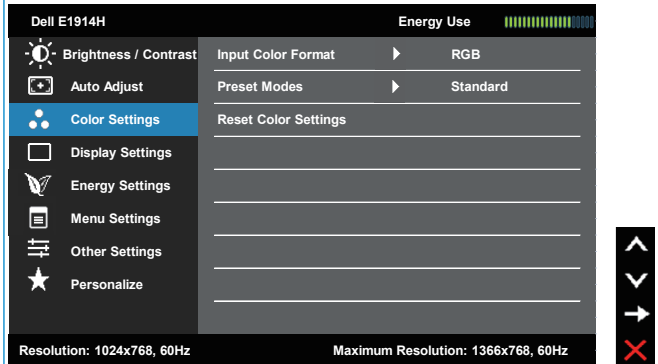 Dell E1914H Energy Use
Brightness / Contrast Input Color Format RGB
Auto Adjust Preset Modes Standard
Color Settings Reset Color Settings
Display Settings
Energy Settings
Menu Settings
Other Settings
Personalize
Resolution: 1024x768, 60Hz Maximum Resolution: 1366x768, 60Hz